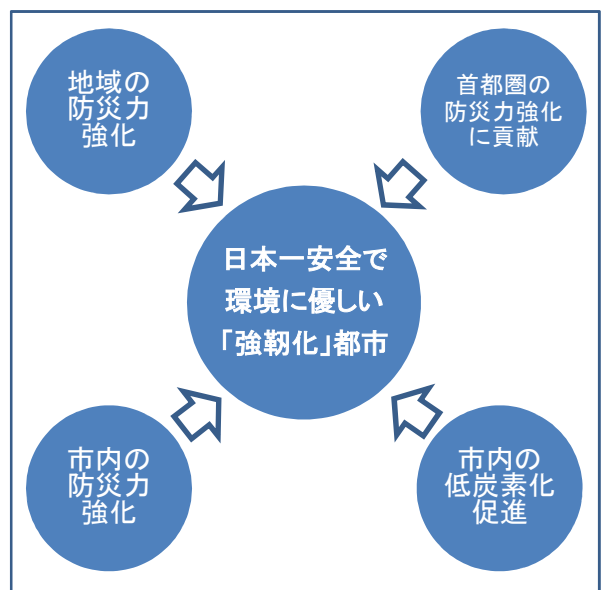 地域の
防災力
強化
首都圏の
防災力強化
に貢献
日本一安全で
環境に優しい
「強靭化」都市
市内の
防災力
強化
市内の
低炭素化
促進